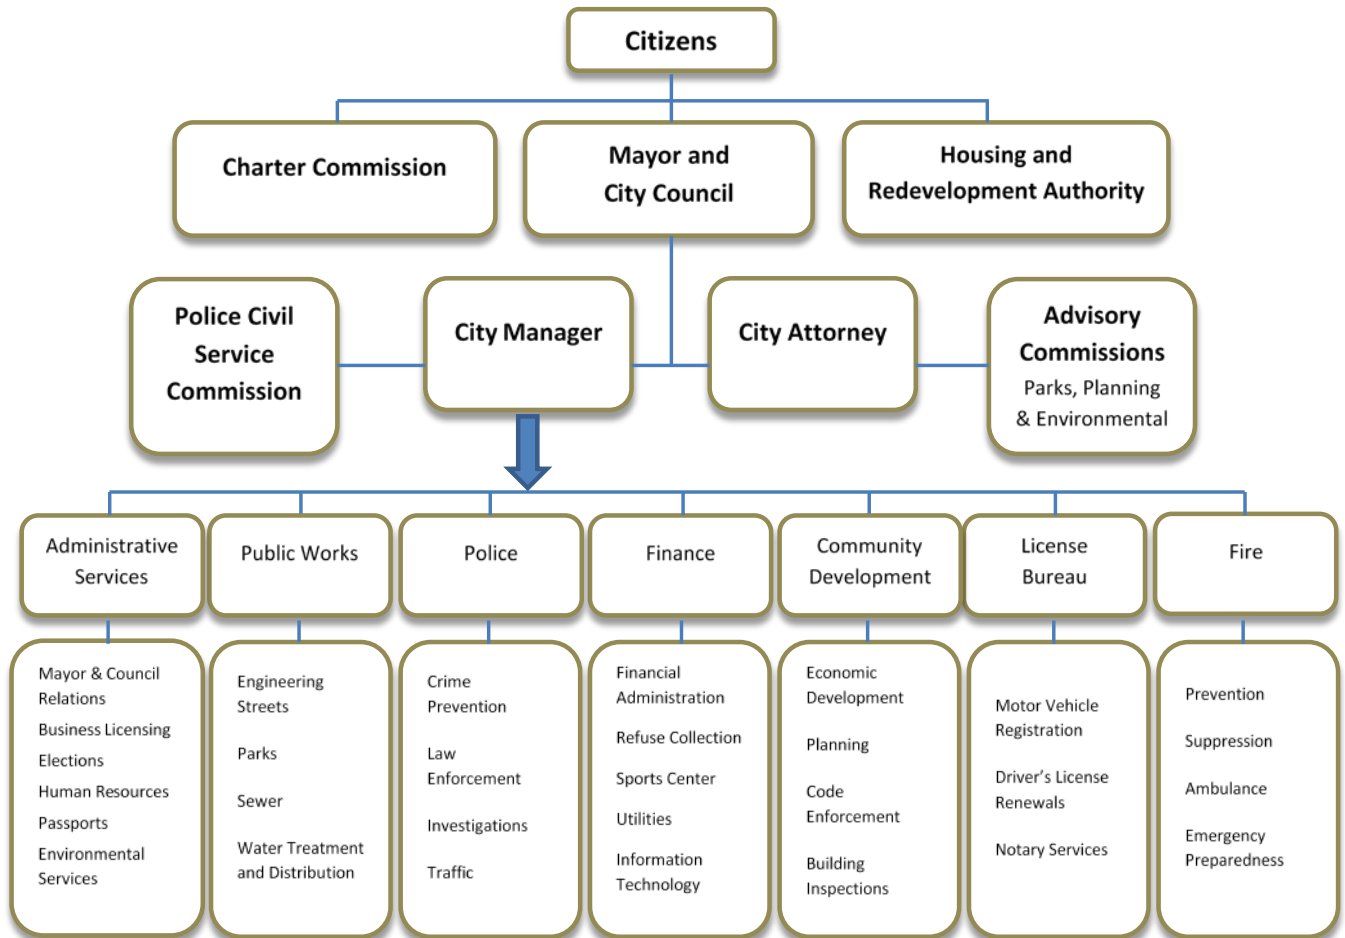 Citizens
Charter Commission
Mayor and
City Council
Housing and
Redevelopment Authority
Police Civil
Service
Commission
City Manager
City Attorney
Advisory
Commissions
Parks, Planning
& Environmental
Administrative
Services
Public Works
Police
Finance
Community
Development
License
Bureau
Fire
Mayor & Council
Relations
Business Licensing
Elections
Human Resources
Passports
Environmental
Services
Engineering
Streets
Parks
Sewer
Water Treatment
and Distribution
Crime
Prevention
Law
Enforcement
Investigations
Traffic
Financial
Administration
Refuse Collection
Sports Center
Utilities
Information
Technology
Economic
Development
Planning
Code
Enforcement
Building
Inspections
Motor Vehicle
Registration
Driver’s License
Renewals
Notary Services
Prevention
Suppression
Ambulance
Emergency
Preparedness